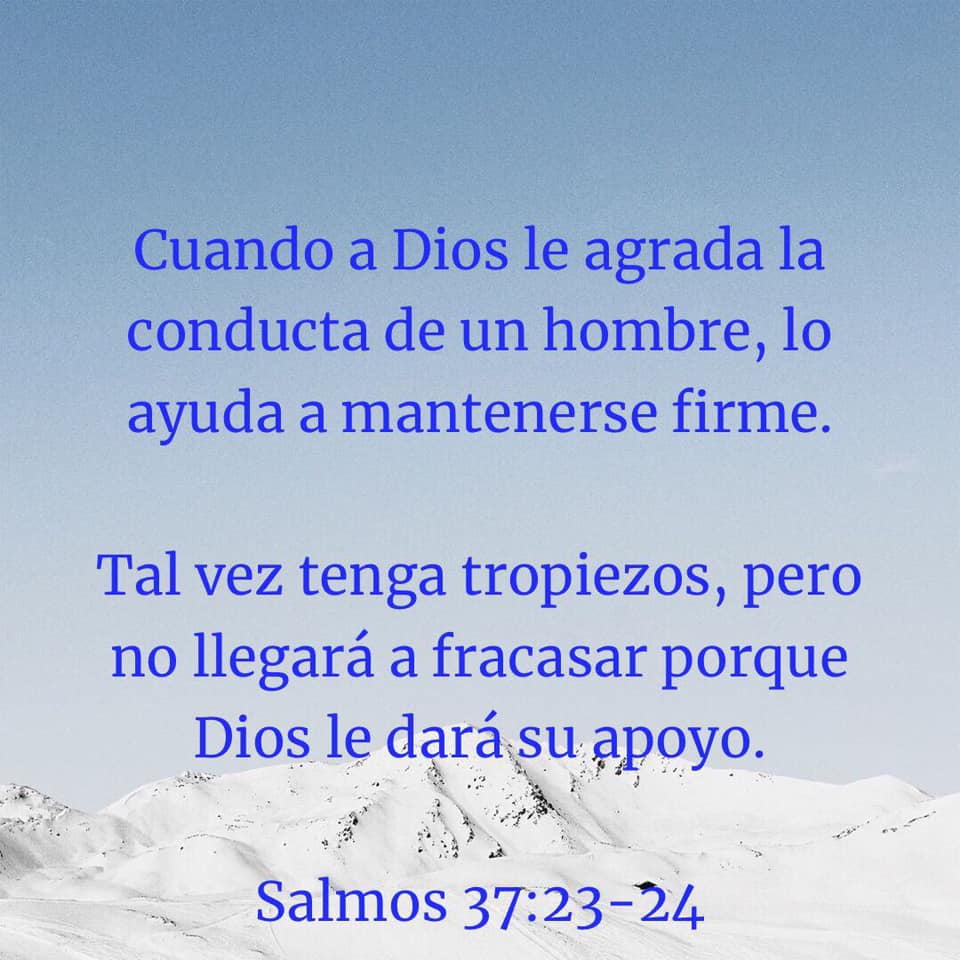 Cuando a Dios le agrada la
conducta de un hombre, lo
ayuda a mantenerse firme.
Tal vez tenga tropiezos, pero
no llegará a fracasar porque
Dios le dará su apoyo.
Salmos 37:23-24